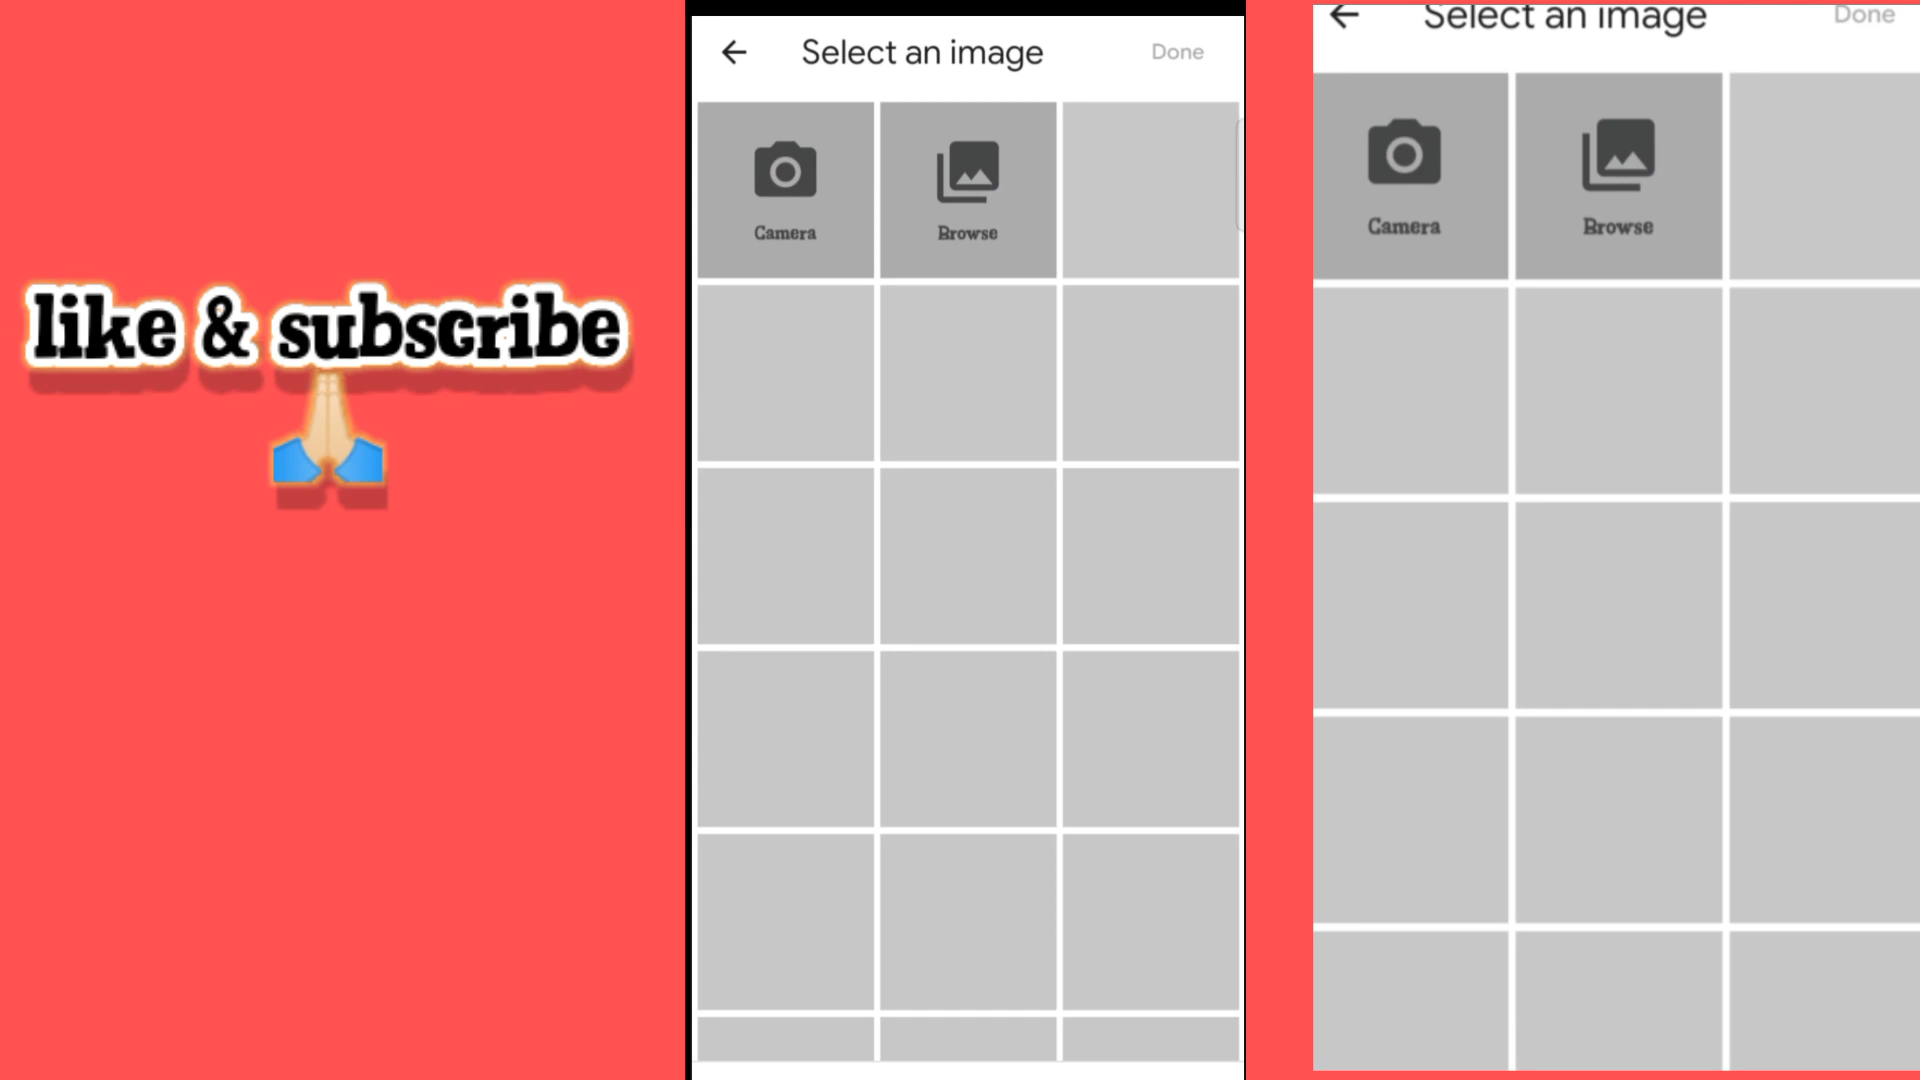 like & subscribe
Select an image
Done
Camera
Browse
Select an image
Done
Camera
Browse